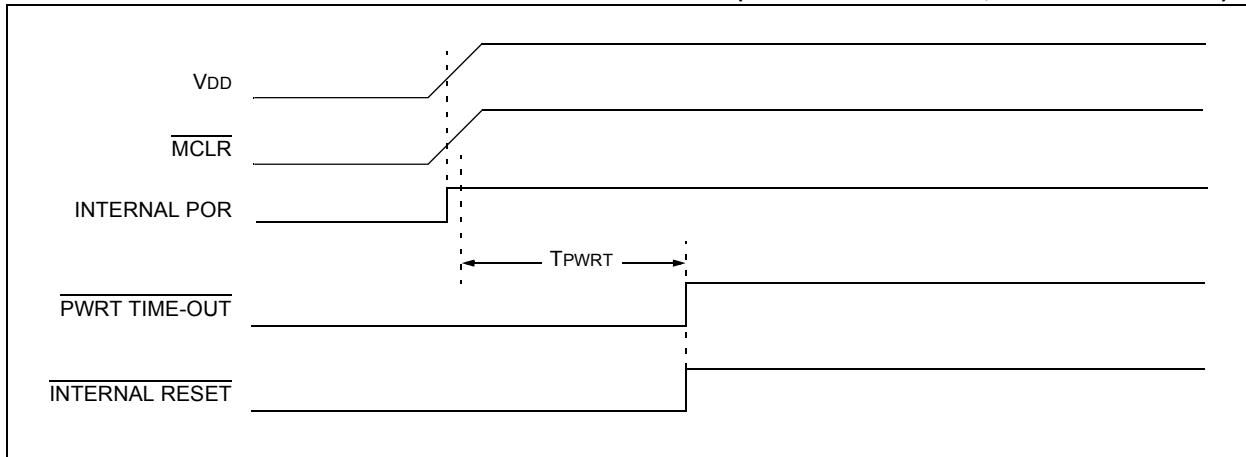 VDD
MCLR
INTERNAL POR
TPWRT
PWRT TIME-OUT
INTERNAL RESET